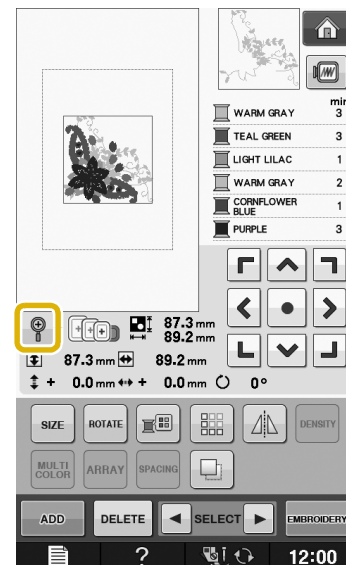 min
WARM GRAY 3
TEAL GREEN 3
LIGHT LILAC 1
WARM GRAY 2
CORNFLOWER
BLUE 1
PURPLE 3
87.3 mm
89.2 mm
87.3 mm 89.2 mm
+ 0.0 mm + 0.0 mm 0°
SIZE ROTATE DENSITY
MULTI
COLOR ARRAY SPACING
ADD DELETE SELECT EMBROIDERY
? 12:00